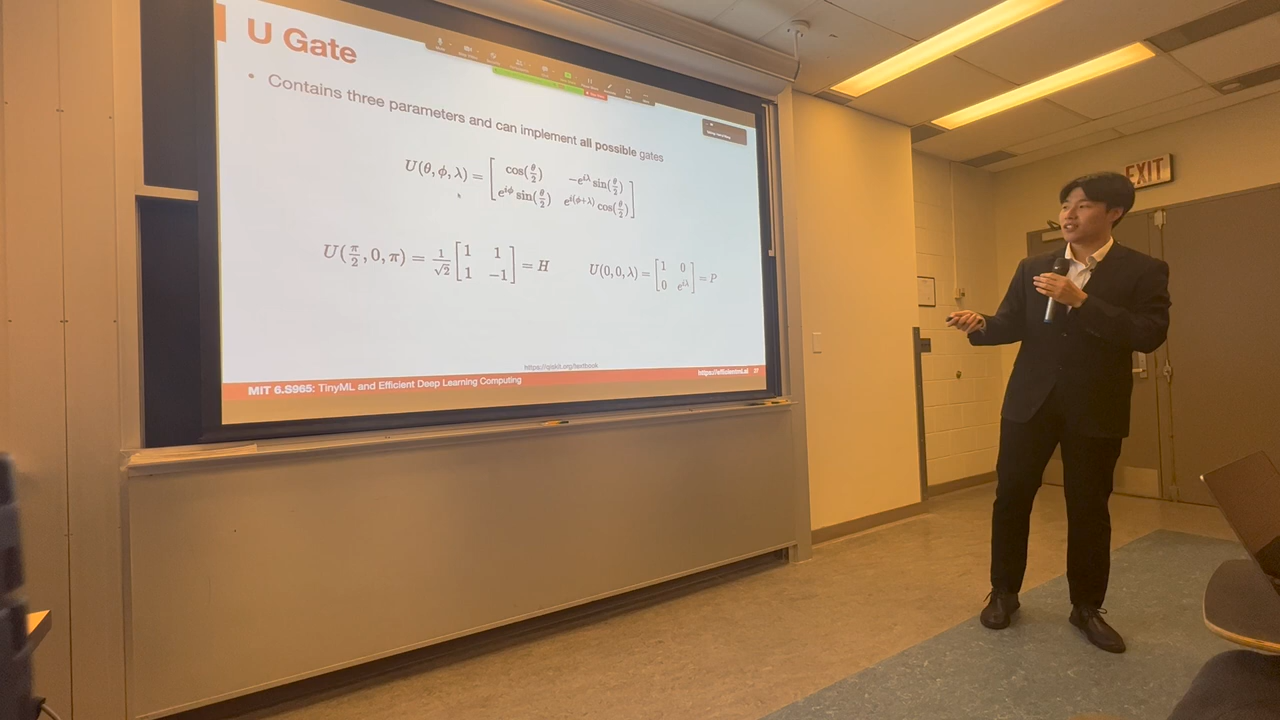 U Gate
• Contains three parameters and can implement all possible gates
U(θ, ϕ, λ) = [ cos(θ/2) −e^{iλ} sin(θ/2) ; e^{iϕ} sin(θ/2) e^{i(ϕ+λ)} cos(θ/2) ]
U(π/2, 0, π) = 1/√2 [ 1 1 ; 1 −1 ] = H
U(0, 0, λ) = [ 1 0 ; 0 e^{iλ} ] = P
https://qiskit.org/textbook
MIT 6.S965: TinyML and Efficient Deep Learning Computing
https://efficientml.ai
EXIT